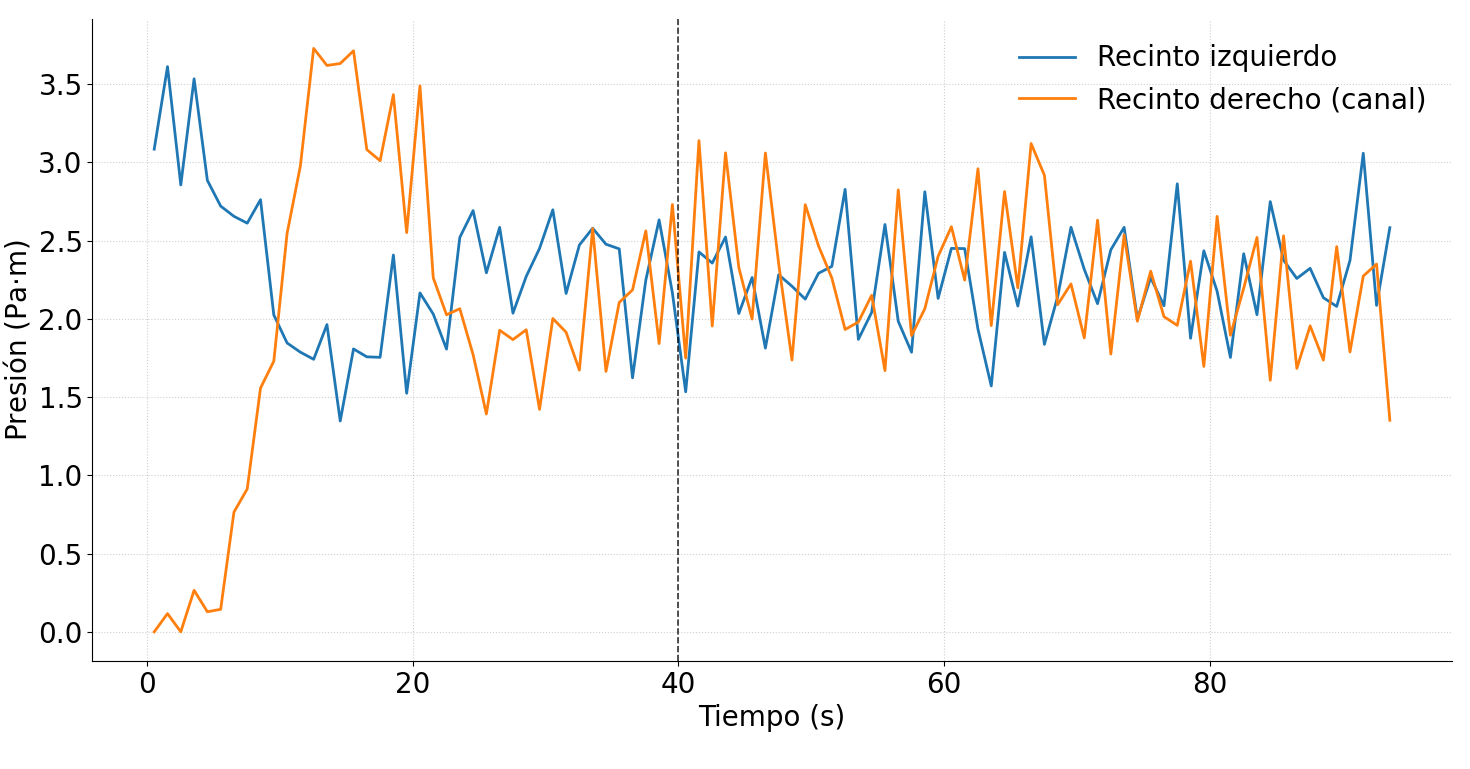 Recinto izquierdo
Recinto derecho (canal)
Presión (Pa·m)
3.5
3.0
2.5
2.0
1.5
1.0
0.5
0.0
0 20 40 60 80
Tiempo (s)